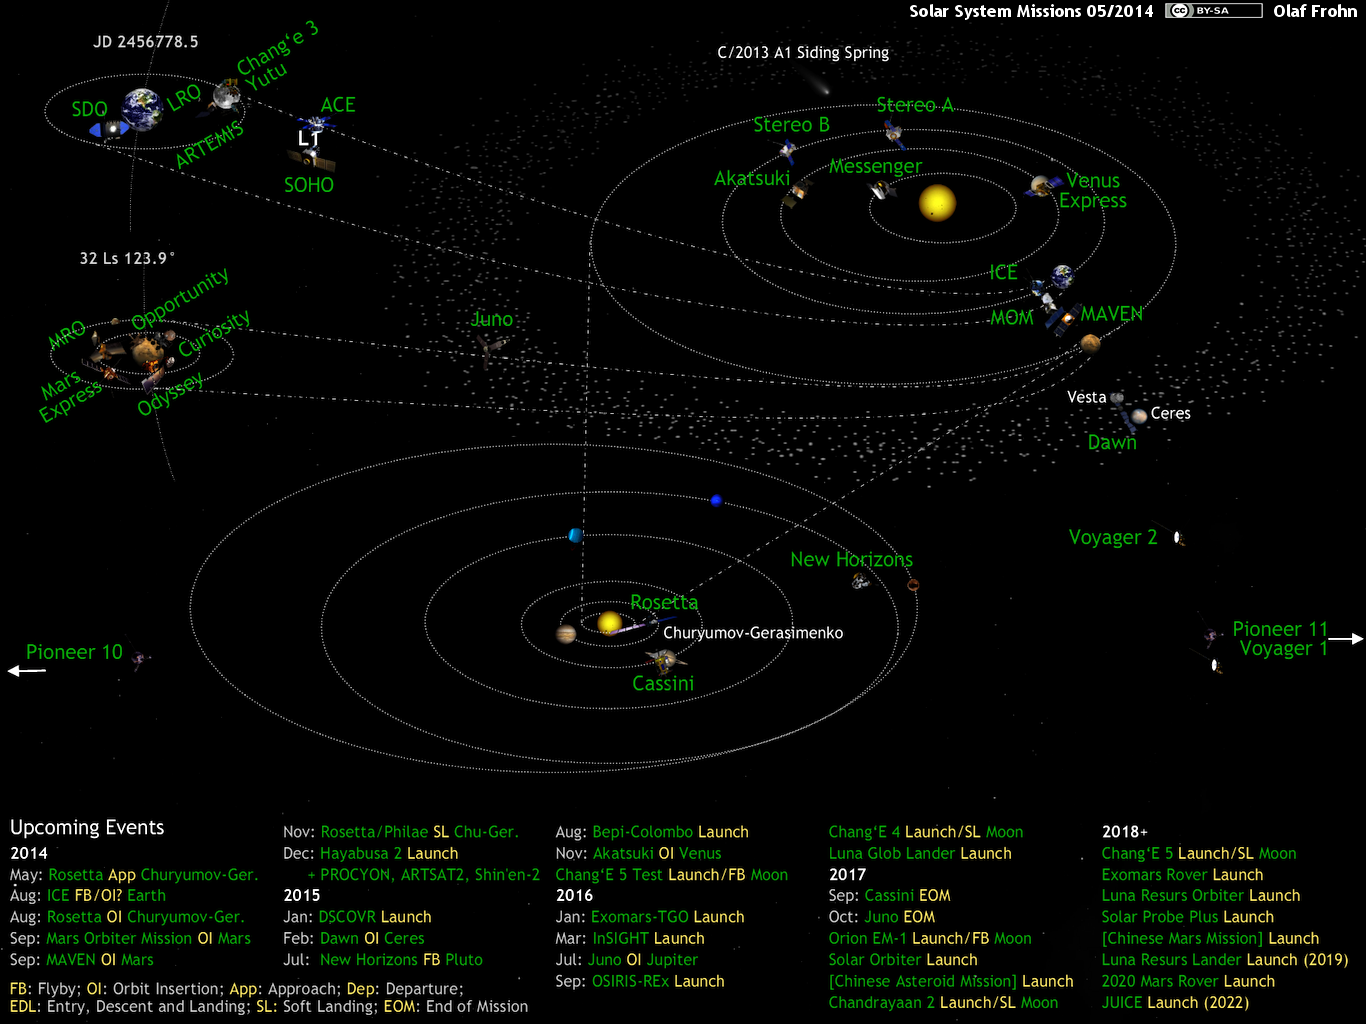 Solar System Missions 05/2014 cc BY-SA Olaf Frohn
JD 2456778.5
C/2013 A1 Siding Spring
Chang‘e 3
Yutu
SDO
LRO
ARTEMIS
ACE
L1
SOHO
Stereo A
Stereo B
Messenger
Akatsuki
Venus
Express
32 Ls 123.9°
ICE
MOM
MAVEN
Opportunity
MRO
Curiosity
Mars
Express
Odyssey
Juno
Vesta
Ceres
Dawn
Voyager 2
New Horizons
Rosetta
Churyumov-Gerasimenko
Cassini
Pioneer 10
Pioneer 11
Voyager 1
Upcoming Events
2014
May: Rosetta App Churyumov-Ger.
Aug: ICE FB/OI? Earth
Aug: Rosetta OI Churyumov-Ger.
Sep: Mars Orbiter Mission OI Mars
Sep: MAVEN OI Mars
Nov: Rosetta/Philae SL Chu-Ger.
Dec: Hayabusa 2 Launch
+ PROCYON, ARTSAT2, Shin'en-2
2015
Jan: DSCOVR Launch
Feb: Dawn OI Ceres
Jul: New Horizons FB Pluto
Aug: Bepi-Colombo Launch
Nov: Akatsuki OI Venus
Chang‘E 5 Test Launch/FB Moon
2016
Jan: Exomars-TGO Launch
Mar: InSIGHT Launch
Jul: Juno OI Jupiter
Sep: OSIRIS-REx Launch
Chang‘E 4 Launch/SL Moon
Luna Glob Lander Launch
2017
Sep: Cassini EOM
Oct: Juno EOM
Orion EM-1 Launch/FB Moon
Solar Orbiter Launch
[Chinese Asteroid Mission] Launch
Chandrayaan 2 Launch/SL Moon
2018+
Chang‘E 5 Launch/SL Moon
Exomars Rover Launch
Luna Resurs Orbiter Launch
Solar Probe Plus Launch
[Chinese Mars Mission] Launch
Luna Resurs Lander Launch (2019)
2020 Mars Rover Launch
JUICE Launch (2022)
FB: Flyby; OI: Orbit Insertion; App: Approach; Dep: Departure;
EDL: Entry, Descent and Landing; SL: Soft Landing; EOM: End of Mission